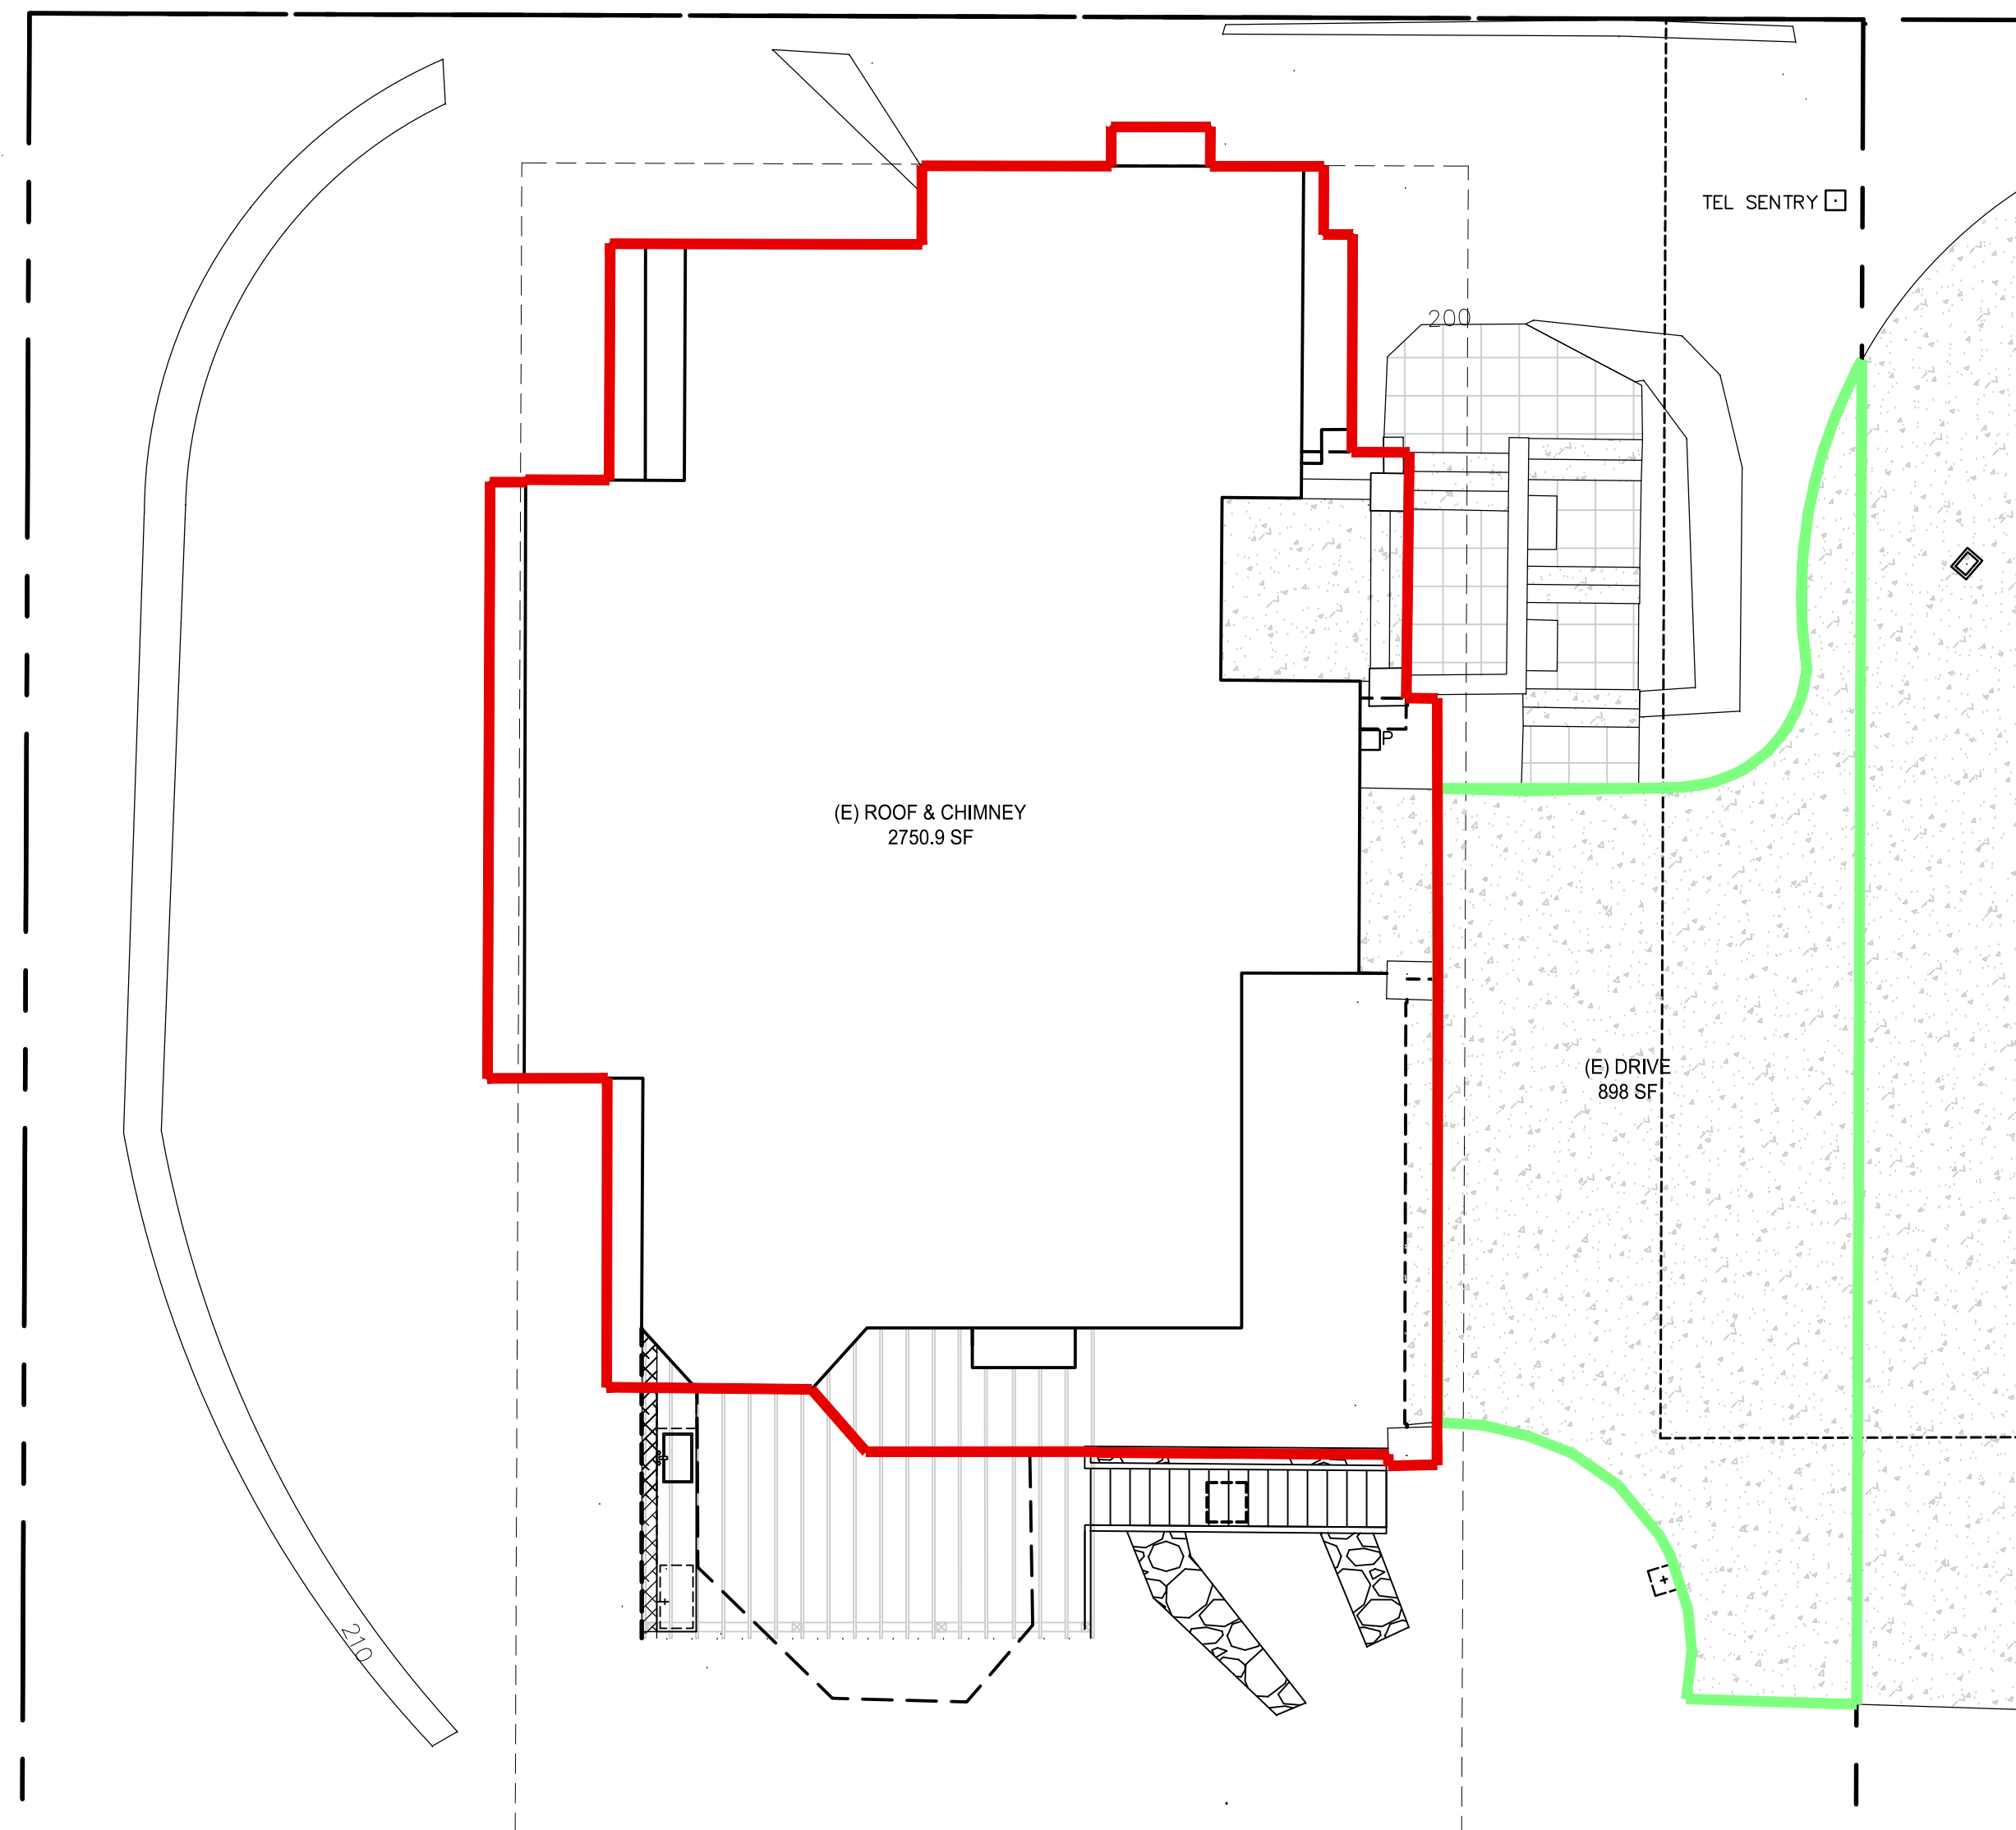 TEL SENTRY
200
P
(E) ROOF & CHIMNEY
2750.9 SF
(E) DRIVE
898 SF
210